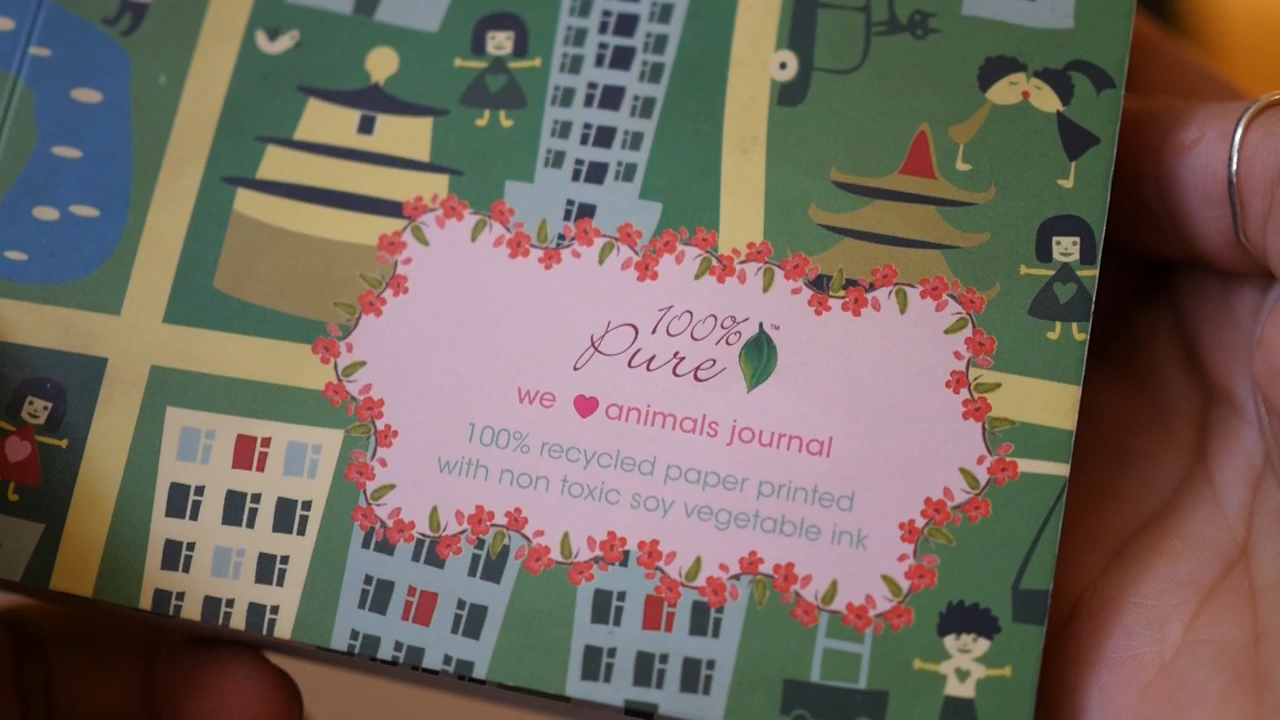 100%
Pure ™
we ♥ animals journal
100% recycled paper printed
with non toxic soy vegetable ink